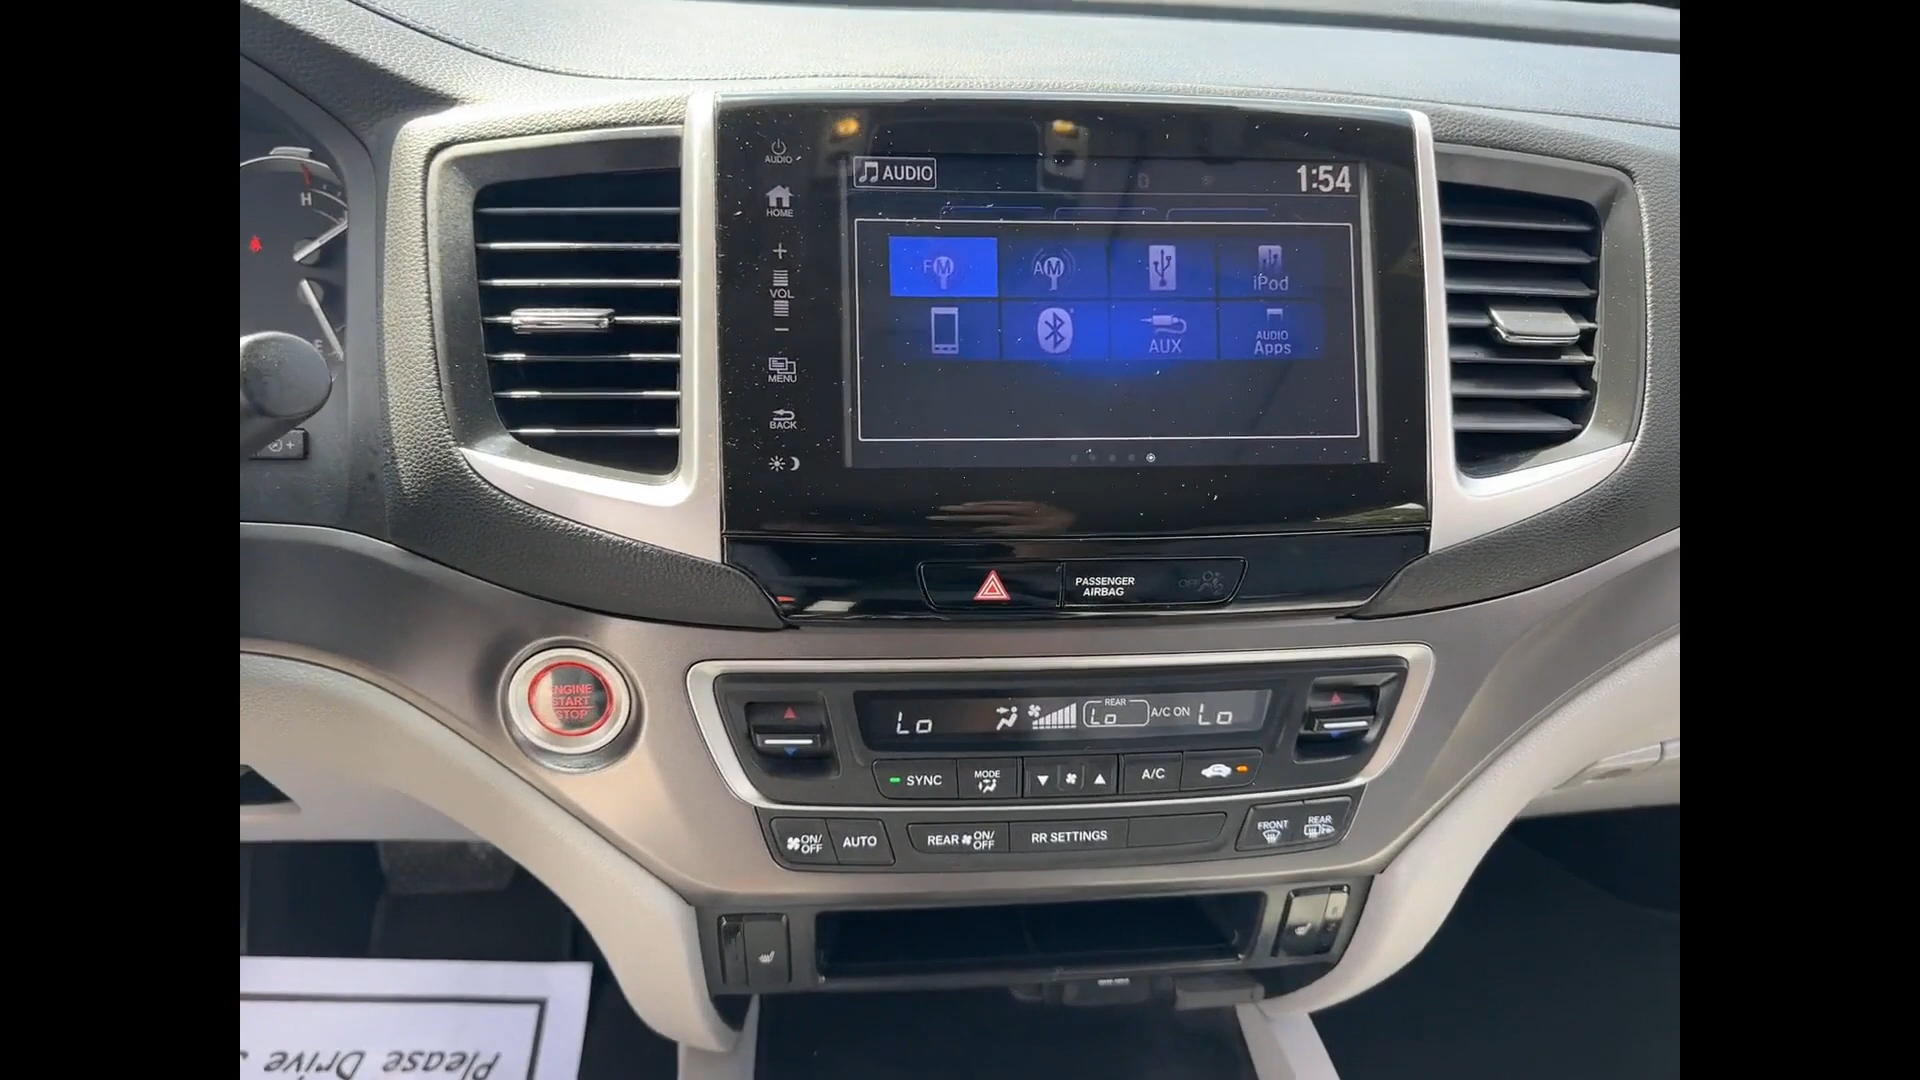 AUDIO
HOME
+
VOL
−
MENU
BACK
AUDIO
1:54
FM
AM
iPod
AUX
AUDIO
Apps
H
E
PASSENGER
AIRBAG
OFF
ENGINE
START
STOP
Lo
REAR
Lo
A/C ON
Lo
SYNC
MODE
A/C
ON/
OFF
AUTO
REAR ON/
OFF
RR SETTINGS
FRONT
REAR
Please Drive